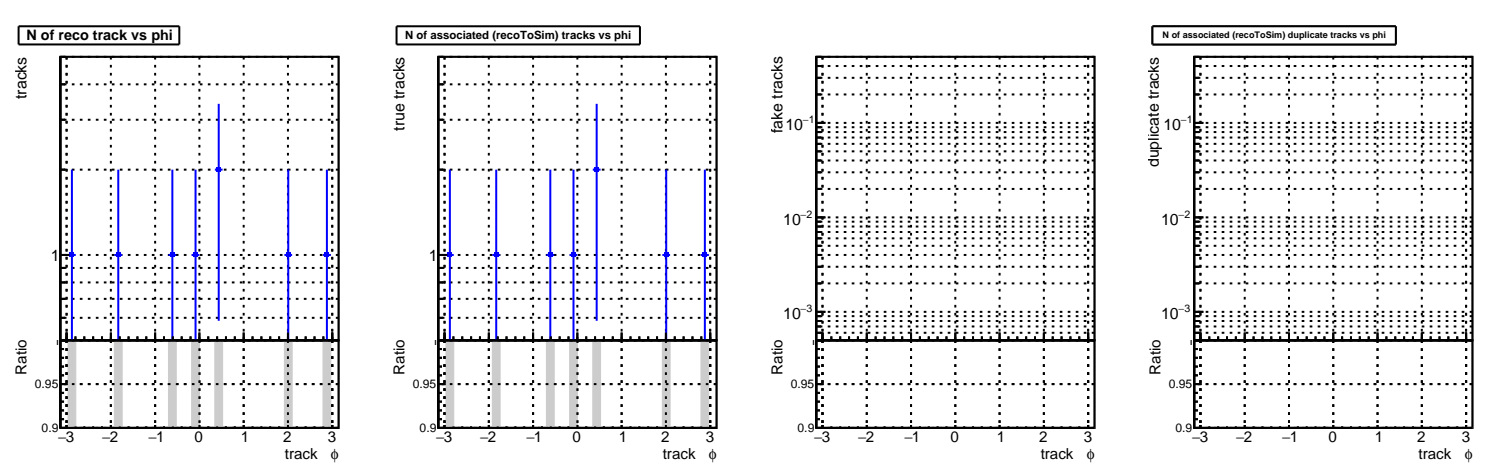 N of reco track vs phi
tracks
1
Ratio
0.95
0.9
−3 −2 −1 0 1 2 3
track ϕ
N of associated (recoToSim) tracks vs phi
true tracks
1
Ratio
0.95
0.9
−3 −2 −1 0 1 2 3
track ϕ
fake tracks
10⁻¹
10⁻²
10⁻³
Ratio
0.95
0.9
−3 −2 −1 0 1 2 3
track ϕ
N of associated (recoToSim) duplicate tracks vs phi
duplicate tracks
10⁻¹
10⁻²
10⁻³
Ratio
0.95
0.9
−3 −2 −1 0 1 2 3
track ϕ